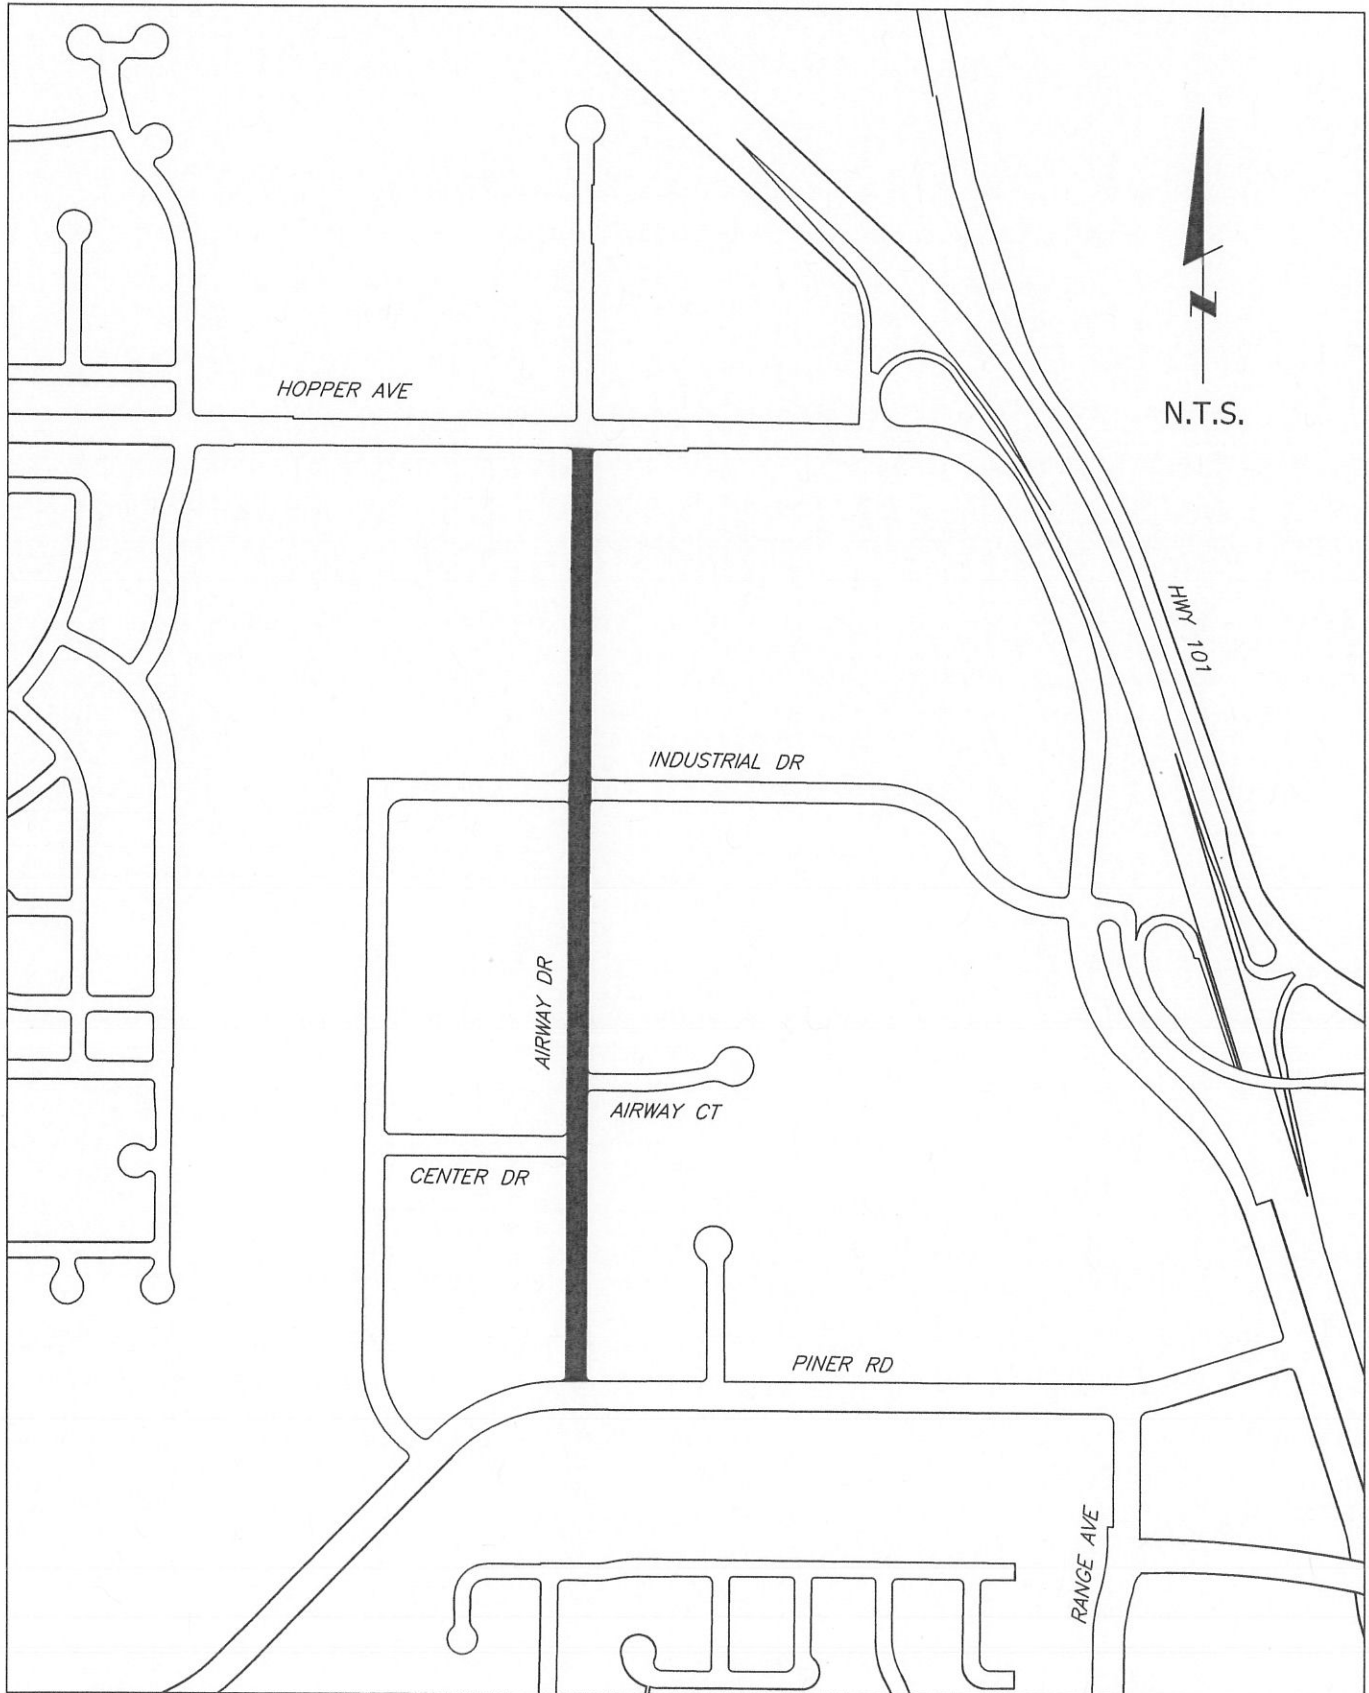 HOPPER AVE
N
N.T.S.
HWY 101
INDUSTRIAL DR
AIRWAY DR
AIRWAY CT
CENTER DR
PINER RD
RANGE AVE